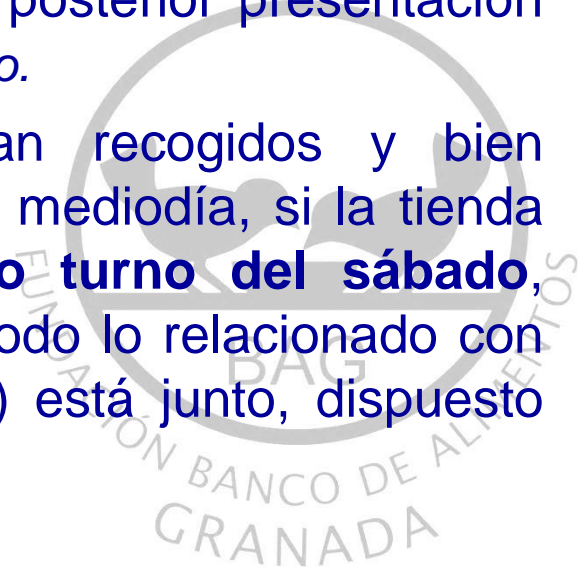 posterior presentación
o.
an recogidos y bien
mediodía, si la tienda
o turno del sábado,
odo lo relacionado con
) está junto, dispuesto
BAG
FUNDACIÓN BANCO DE ALIMENTOS
GRANADA